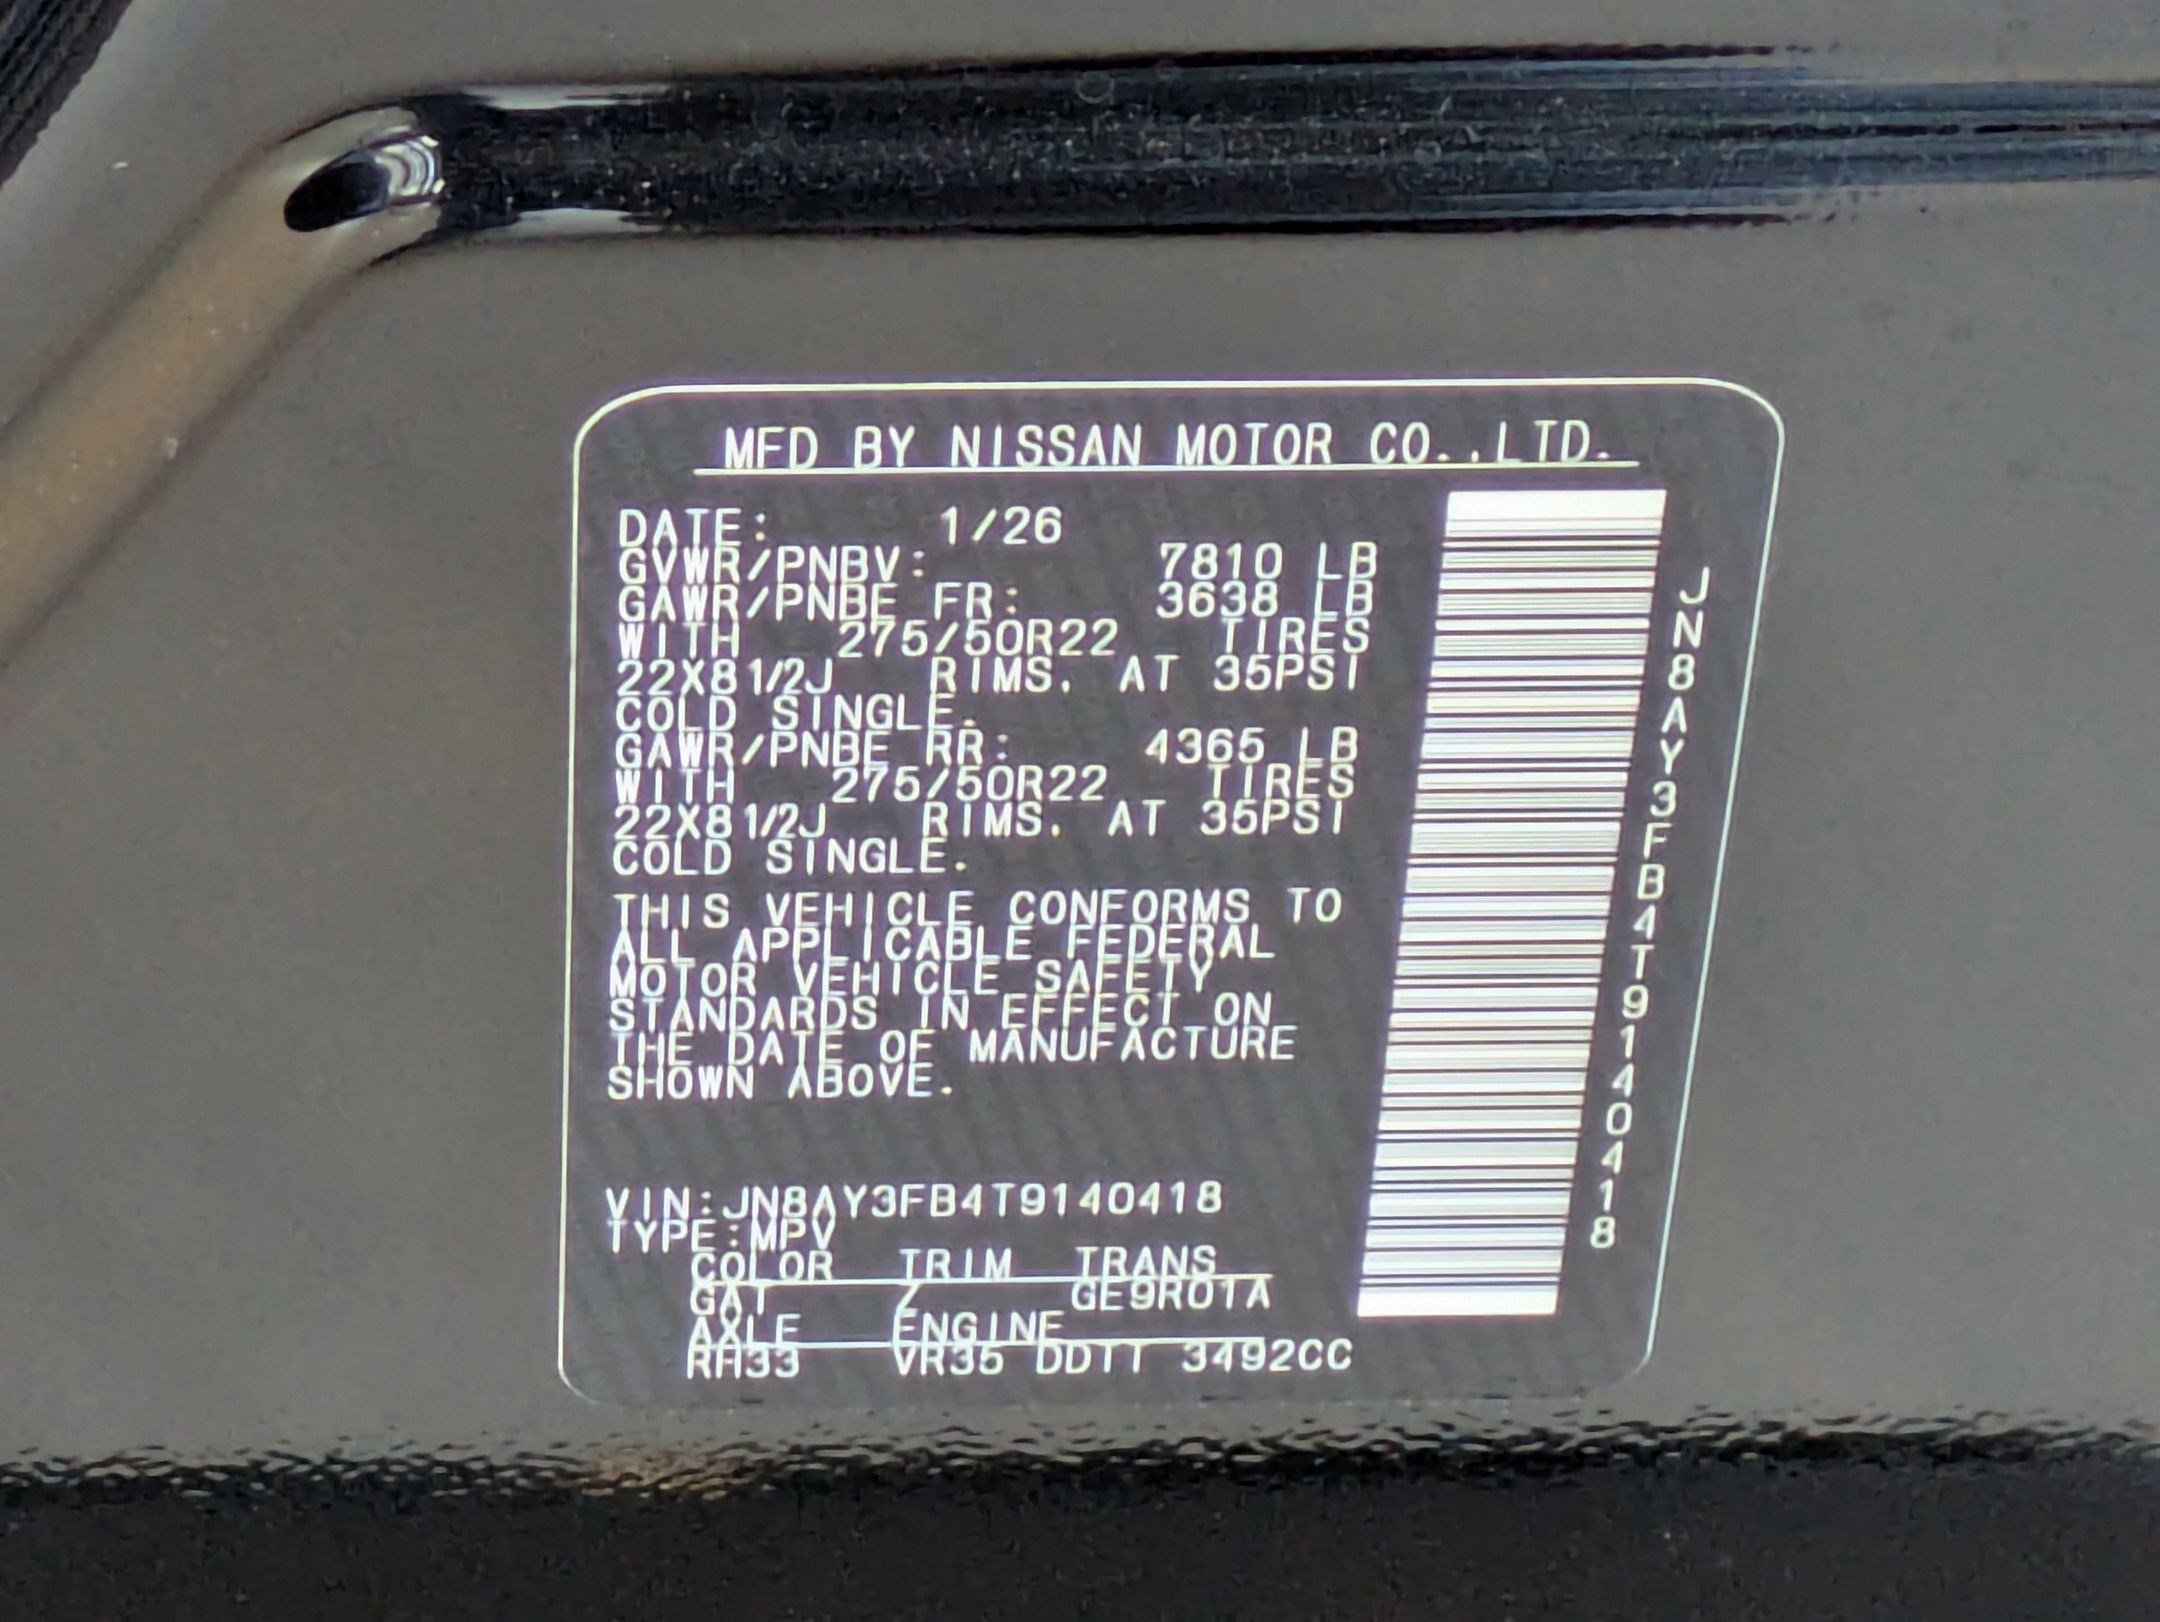 MFD BY NISSAN MOTOR CO.,LTD.
DATE: 1/26
GVWR/PNBV: 7810 LB
GAWR/PNBE FR: 3638 LB
WITH 275/50R22 TIRES
22X8 1/2J RIMS. AT 35PSI
COLD SINGLE.
GAWR/PNBE RR: 4365 LB
WITH 275/50R22 TIRES
22X8 1/2J RIMS. AT 35PSI
COLD SINGLE.
THIS VEHICLE CONFORMS TO
ALL APPLICABLE FEDERAL
MOTOR VEHICLE SAFETY
STANDARDS IN EFFECT ON
THE DATE OF MANUFACTURE
SHOWN ABOVE.
VIN:JN8AY3FB4T9140418
TYPE:MPV
COLOR TRIM TRANS
GAT Z GE9R01A
AXLE ENGINE
RH33 VR35 DDTT 3492CC
JN8AY3FB4T9140418